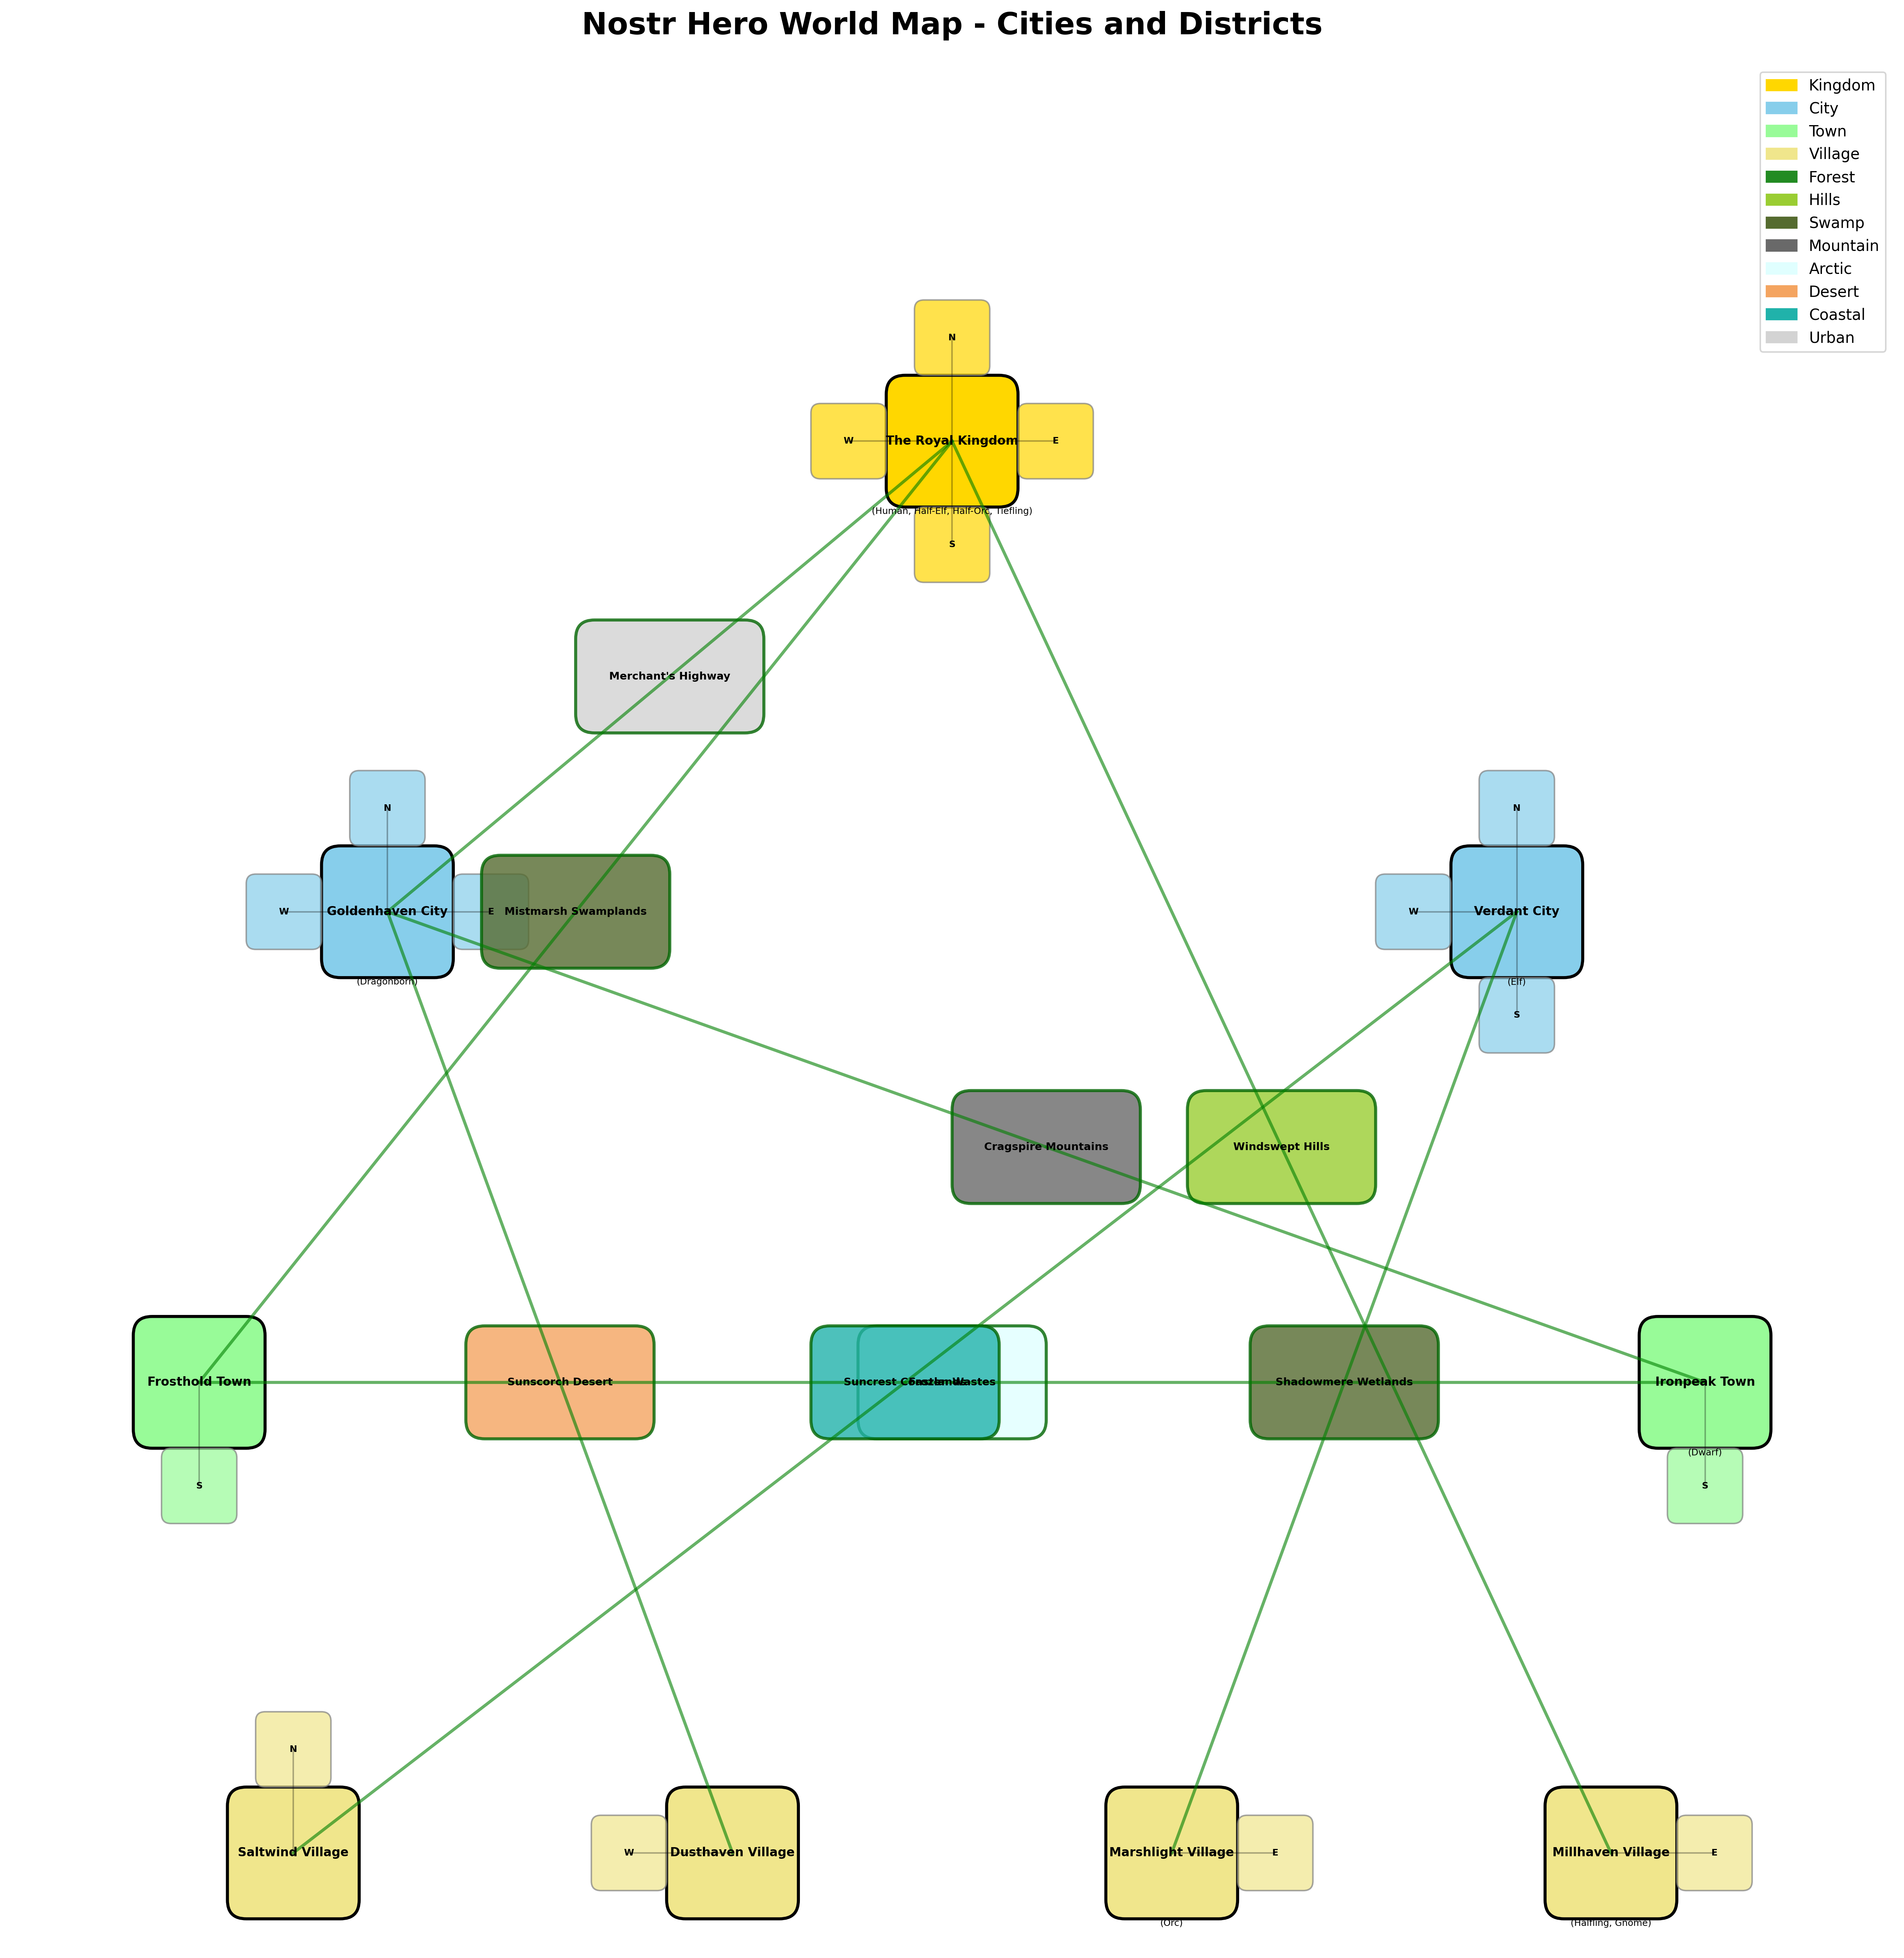 Nostr Hero World Map - Cities and Districts
Kingdom
City
Town
Village
Forest
Hills
Swamp
Mountain
Arctic
Desert
Coastal
Urban
N
W
The Royal Kingdom
E
(Human, Half-Elf, Half-Orc, Tiefling)
S
Merchant's Highway
N
N
W
Goldenhaven City
E
Mistmarsh Swamplands
W
Verdant City
(Dragonborn)
(Elf)
S
Cragspire Mountains
Windswept Hills
Frosthold Town
Sunscorch Desert
Suncrest Coastlands
Frozen Wastes
Shadowmere Wetlands
Ironpeak Town
(Dwarf)
S
S
N
Saltwind Village
W
Dusthaven Village
Marshlight Village
E
Millhaven Village
E
(Orc)
(Halfling, Gnome)